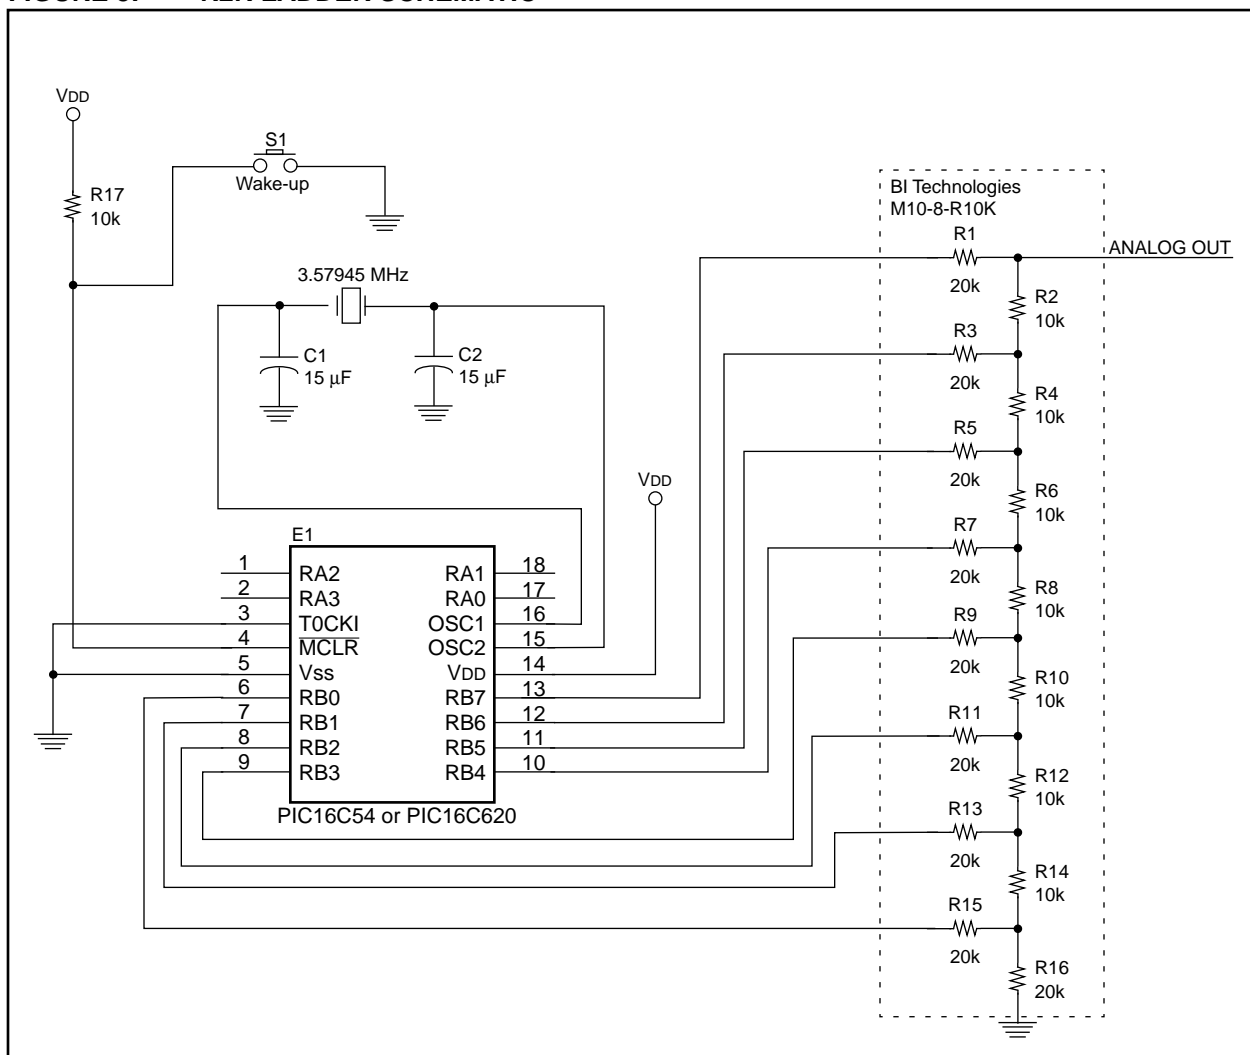 VDD
S1
Wake-up
R17
10k
3.57945 MHz
C1
15 μF
C2
15 μF
VDD
E1
1 RA2 RA1 18
2 RA3 RA0 17
3 T0CKI OSC1 16
4 MCLR OSC2 15
5 Vss VDD 14
6 RB0 RB7 13
7 RB1 RB6 12
8 RB2 RB5 11
9 RB3 RB4 10
PIC16C54 or PIC16C620
BI Technologies
M10-8-R10K
R1
20k
ANALOG OUT
R2
10k
R3
20k
R4
10k
R5
20k
R6
10k
R7
20k
R8
10k
R9
20k
R10
10k
R11
20k
R12
10k
R13
20k
R14
10k
R15
20k
R16
20k